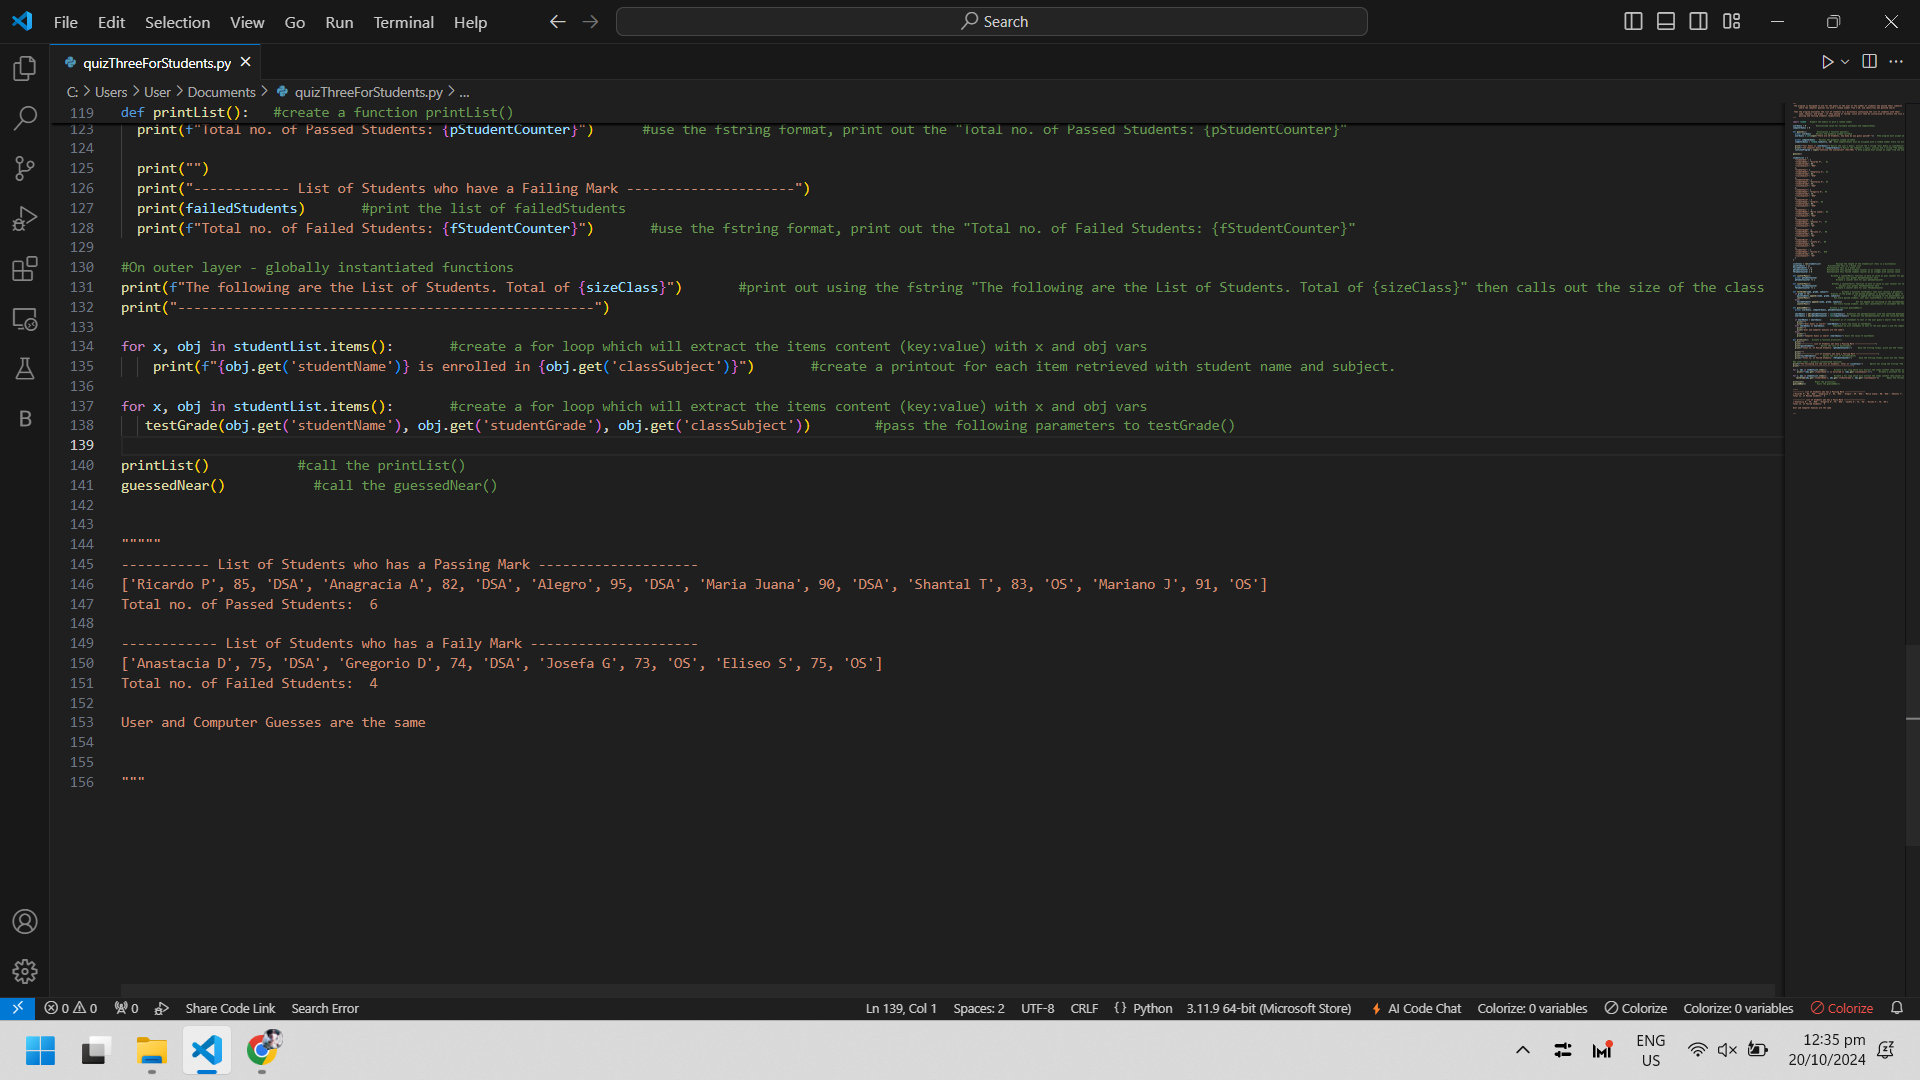 File Edit Selection View Go Run Terminal Help
Search
quizThreeForStudents.py
C: > Users > User > Documents > quizThreeForStudents.py > ...
119 def printList(): #create a function printList()
123 print(f"Total no. of Passed Students: {pStudentCounter}") #use the fstring format, print out the "Total no. of Passed Students: {pStudentCounter}"
124
125 print("")
126 print("------------ List of Students who have a Failing Mark ---------------------")
127 print(failedStudents) #print the list of failedStudents
128 print(f"Total no. of Failed Students: {fStudentCounter}") #use the fstring format, print out the "Total no. of Failed Students: {fStudentCounter}"
129
130 #On outer layer - globally instantiated functions
131 print(f"The following are the List of Students. Total of {sizeClass}") #print out using the fstring "The following are the List of Students. Total of {sizeClass}" then calls out the size of the class
132 print("----------------------------------------------------")
133
134 for x, obj in studentList.items(): #create a for loop which will extract the items content (key:value) with x and obj vars
135 print(f"{obj.get('studentName')} is enrolled in {obj.get('classSubject')}") #create a printout for each item retrieved with student name and subject.
136
137 for x, obj in studentList.items(): #create a for loop which will extract the items content (key:value) with x and obj vars
138 testGrade(obj.get('studentName'), obj.get('studentGrade'), obj.get('classSubject')) #pass the following parameters to testGrade()
139
140 printList() #call the printList()
141 guessedNear() #call the guessedNear()
142
143
144 """""
145 ----------- List of Students who has a Passing Mark --------------------
146 ['Ricardo P', 85, 'DSA', 'Anagracia A', 82, 'DSA', 'Alegro', 95, 'DSA', 'Maria Juana', 90, 'DSA', 'Shantal T', 83, 'OS', 'Mariano J', 91, 'OS']
147 Total no. of Passed Students: 6
148
149 ------------ List of Students who has a Faily Mark ---------------------
150 ['Anastacia D', 75, 'DSA', 'Gregorio D', 74, 'DSA', 'Josefa G', 73, 'OS', 'Eliseo S', 75, 'OS']
151 Total no. of Failed Students: 4
152
153 User and Computer Guesses are the same
154
155
156 """
0 0 0 Share Code Link Search Error Ln 139, Col 1 Spaces: 2 UTF-8 CRLF {} Python 3.11.9 64-bit (Microsoft Store) AI Code Chat Colorize: 0 variables Colorize Colorize: 0 variables Colorize
ENG US 12:35 pm 20/10/2024